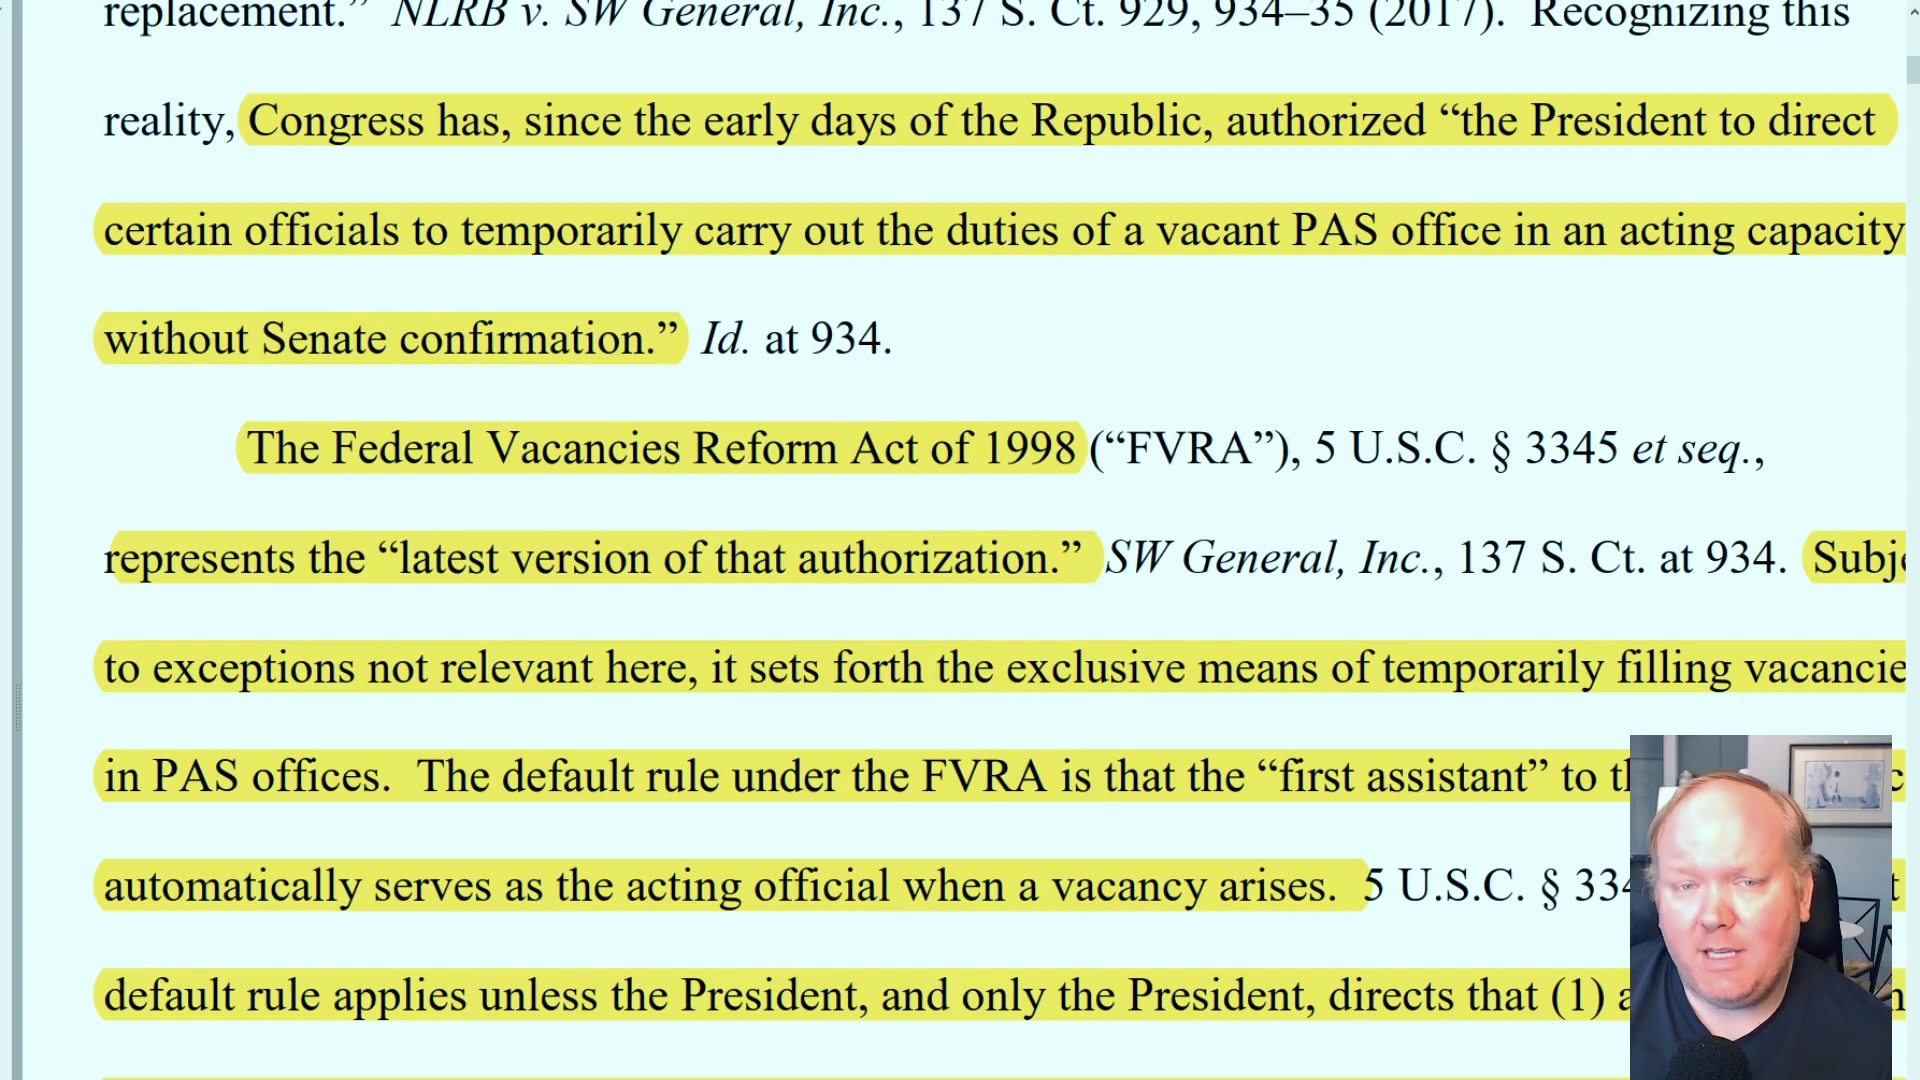 replacement.” NLRB v. SW General, Inc., 137 S. Ct. 929, 934–35 (2017). Recognizing this
reality, Congress has, since the early days of the Republic, authorized “the President to direct
certain officials to temporarily carry out the duties of a vacant PAS office in an acting capacity
without Senate confirmation.” Id. at 934.
The Federal Vacancies Reform Act of 1998 (“FVRA”), 5 U.S.C. § 3345 et seq.,
represents the “latest version of that authorization.” SW General, Inc., 137 S. Ct. at 934.
to exceptions not relevant here, it sets forth the exclusive means of temporarily filling
in PAS offices. The default rule under the FVRA is that the “first assistant” to
automatically serves as the acting official when a vacancy arises. 5 U.S.C. §
default rule applies unless the President, and only the President, directs that (1)